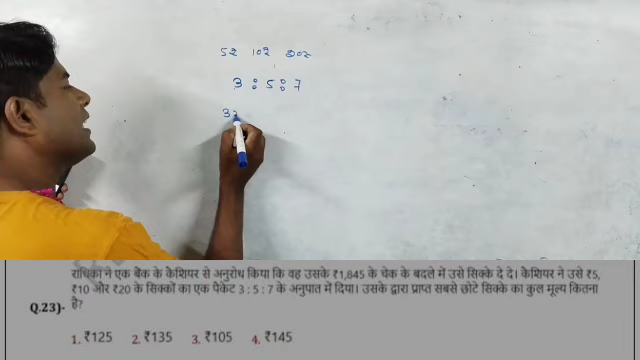 5₹ 10₹ 20₹
3 : 5 : 7
3x
राधिका ने एक बैंक के कैशियर से अनुरोध किया कि वह उसके ₹1,845 के चेक के बदले में उसे सिक्के दे दे। कैशियर ने उसे ₹5,
₹10 और ₹20 के सिक्कों का एक पैकेट 3 : 5 : 7 के अनुपात में दिया। उसके द्वारा प्राप्त सबसे छोटे सिक्के का कुल मूल्य कितना
Q.23)- है?
1. ₹125 2. ₹135 3. ₹105 4. ₹145